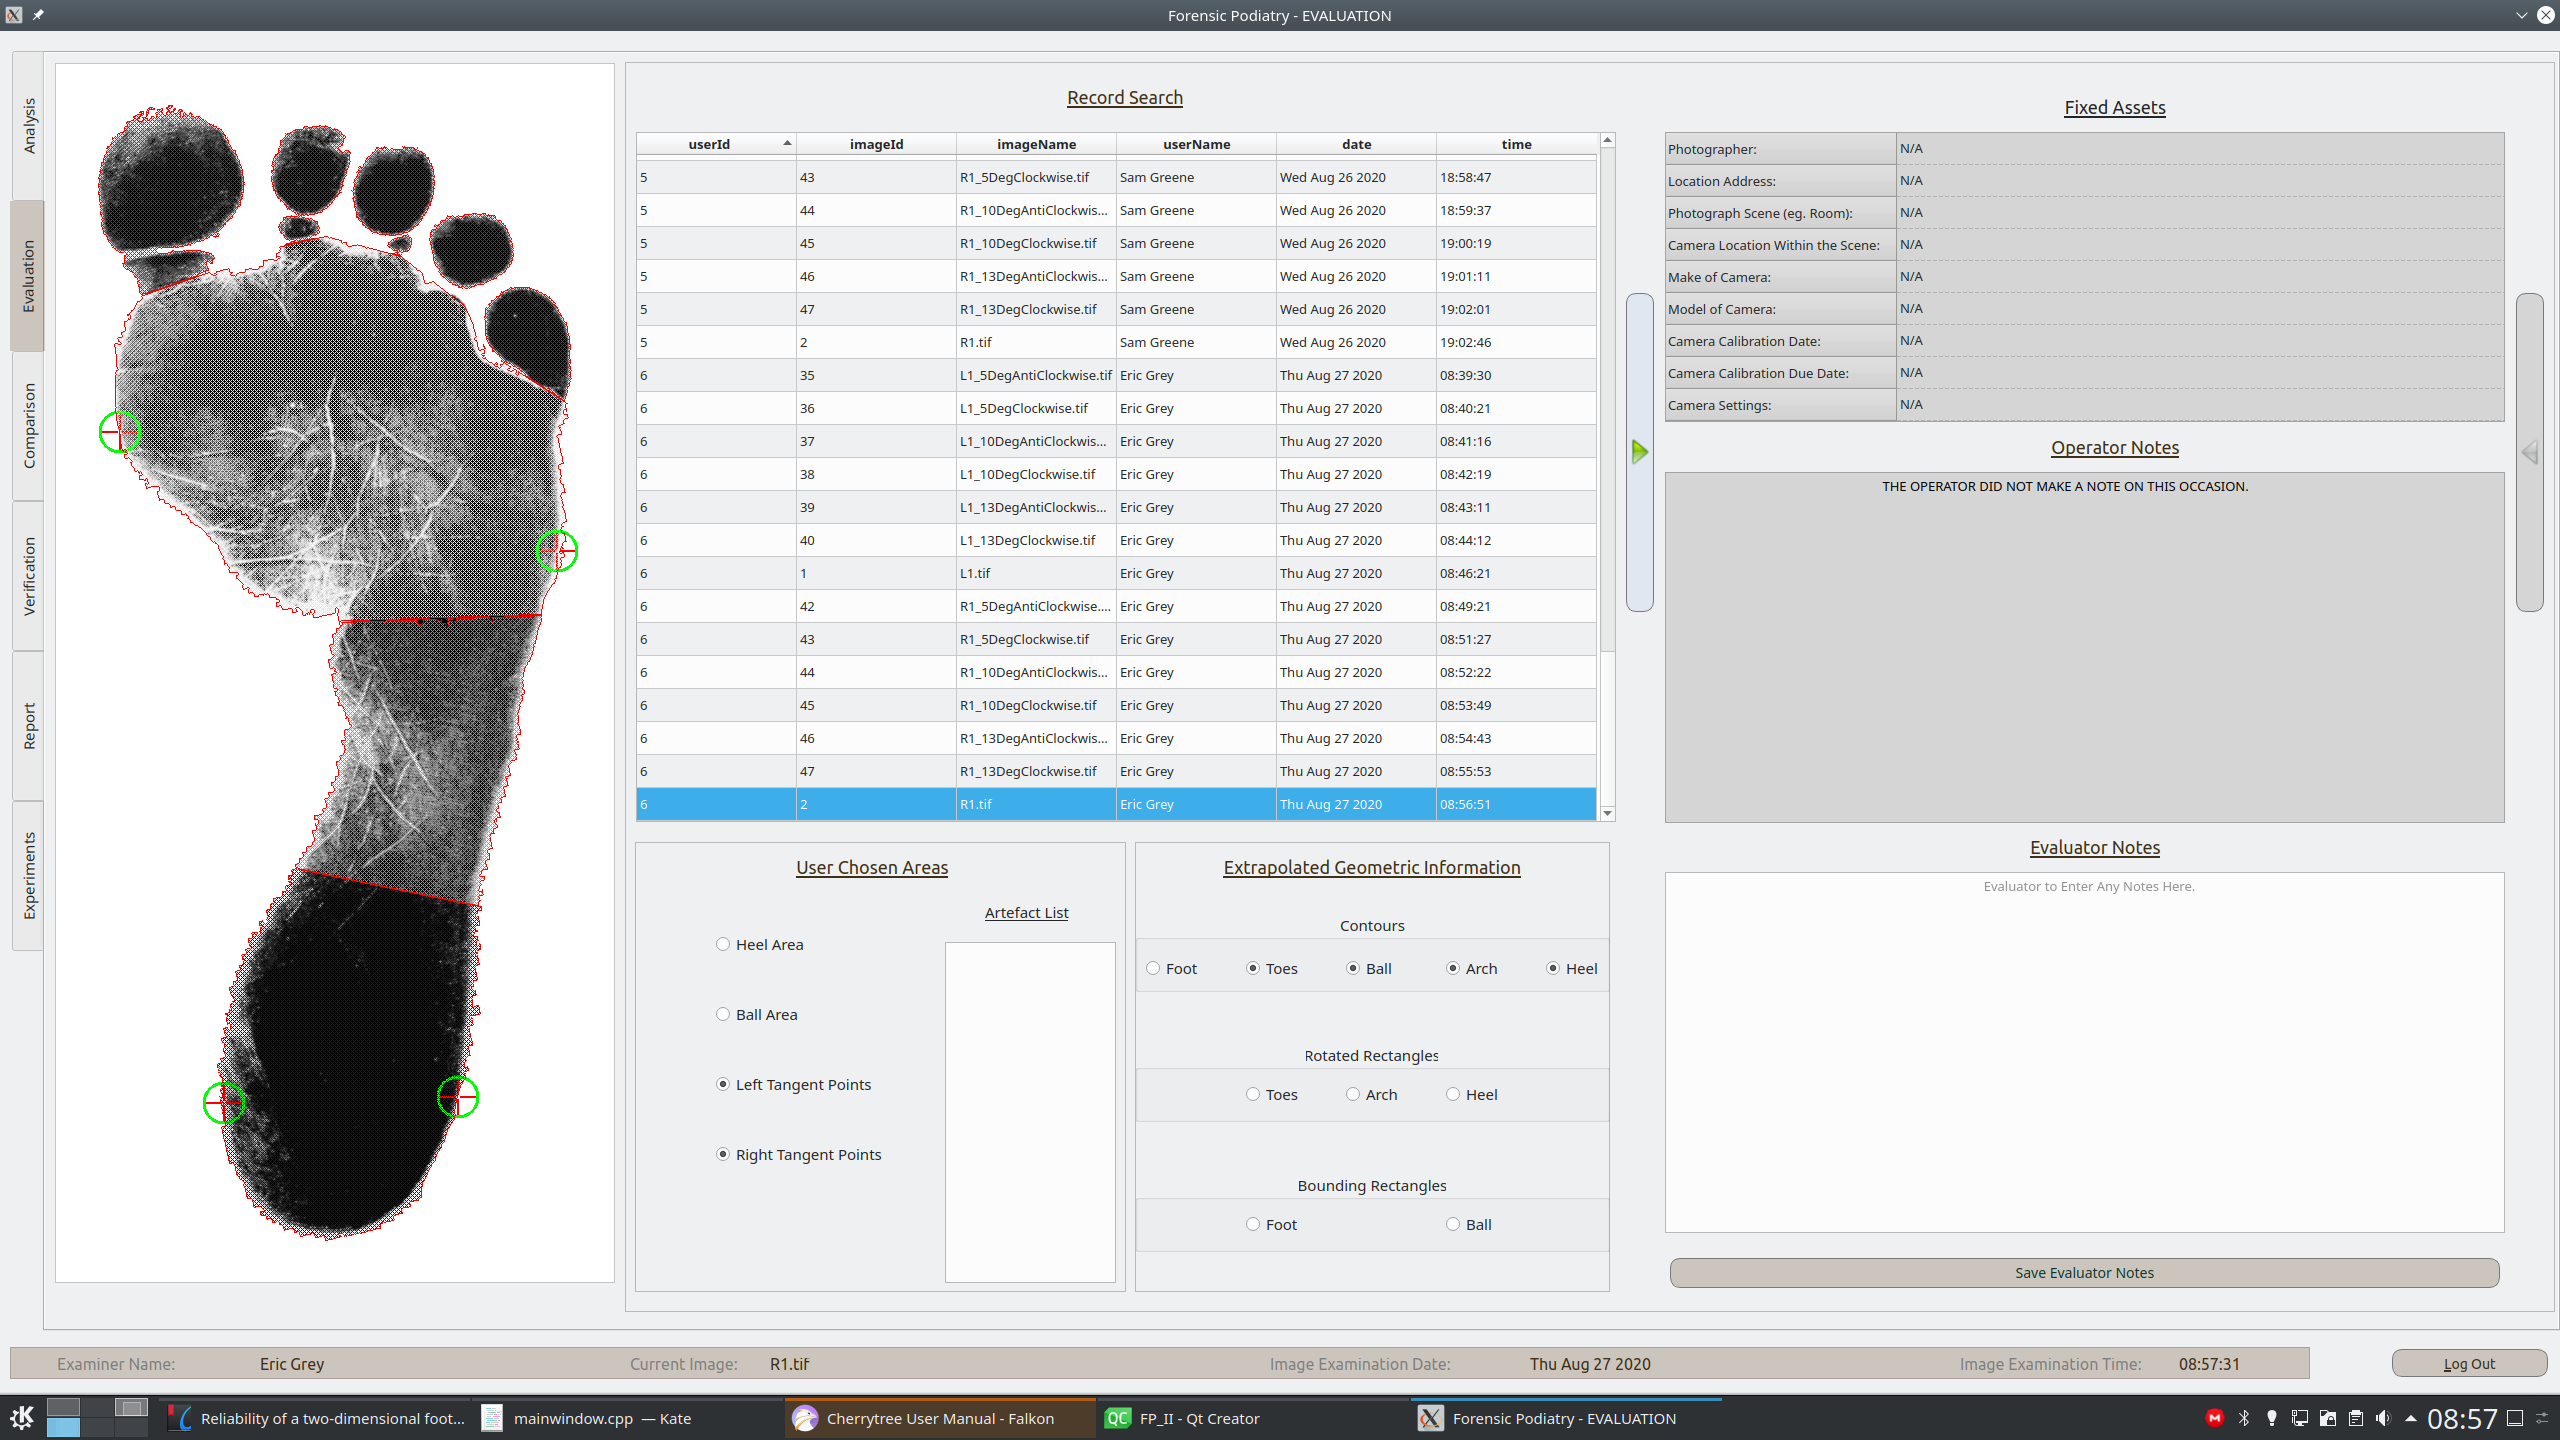 Forensic Podiatry - EVALUATION
Analysis
Evaluation
Comparison
Verification
Report
Experiments
Record Search
userId imageId imageName userName date time
5 43 R1_5DegClockwise.tif Sam Greene Wed Aug 26 2020 18:58:47
5 44 R1_10DegAntiClockwis... Sam Greene Wed Aug 26 2020 18:59:37
5 45 R1_10DegClockwise.tif Sam Greene Wed Aug 26 2020 19:00:19
5 46 R1_13DegAntiClockwis... Sam Greene Wed Aug 26 2020 19:01:11
5 47 R1_13DegClockwise.tif Sam Greene Wed Aug 26 2020 19:02:01
5 2 R1.tif Sam Greene Wed Aug 26 2020 19:02:46
6 35 L1_5DegAntiClockwise.tif Eric Grey Thu Aug 27 2020 08:39:30
6 36 L1_5DegClockwise.tif Eric Grey Thu Aug 27 2020 08:40:21
6 37 L1_10DegAntiClockwis... Eric Grey Thu Aug 27 2020 08:41:16
6 38 L1_10DegClockwise.tif Eric Grey Thu Aug 27 2020 08:42:19
6 39 L1_13DegAntiClockwis... Eric Grey Thu Aug 27 2020 08:43:11
6 40 L1_13DegClockwise.tif Eric Grey Thu Aug 27 2020 08:44:12
6 1 L1.tif Eric Grey Thu Aug 27 2020 08:46:21
6 42 R1_5DegAntiClockwise.... Eric Grey Thu Aug 27 2020 08:49:21
6 43 R1_5DegClockwise.tif Eric Grey Thu Aug 27 2020 08:51:27
6 44 R1_10DegAntiClockwis... Eric Grey Thu Aug 27 2020 08:52:22
6 45 R1_10DegClockwise.tif Eric Grey Thu Aug 27 2020 08:53:49
6 46 R1_13DegAntiClockwis... Eric Grey Thu Aug 27 2020 08:54:43
6 47 R1_13DegClockwise.tif Eric Grey Thu Aug 27 2020 08:55:53
6 2 R1.tif Eric Grey Thu Aug 27 2020 08:56:51
User Chosen Areas
Artefact List
Heel Area
Ball Area
Left Tangent Points
Right Tangent Points
Extrapolated Geometric Information
Contours
Foot Toes Ball Arch Heel
Rotated Rectangles
Toes Arch Heel
Bounding Rectangles
Foot Ball
Fixed Assets
Photographer: N/A
Location Address: N/A
Photograph Scene (eg. Room): N/A
Camera Location Within the Scene: N/A
Make of Camera: N/A
Model of Camera: N/A
Camera Calibration Date: N/A
Camera Calibration Due Date: N/A
Camera Settings: N/A
Operator Notes
THE OPERATOR DID NOT MAKE A NOTE ON THIS OCCASION.
Evaluator Notes
Evaluator to Enter Any Notes Here.
Save Evaluator Notes
Examiner Name: Eric Grey Current Image: R1.tif Image Examination Date: Thu Aug 27 2020 Image Examination Time: 08:57:31
Log Out
Reliability of a two-dimensional foot... mainwindow.cpp — Kate Cherrytree User Manual - Falkon QC FP_II - Qt Creator Forensic Podiatry - EVALUATION 08:57